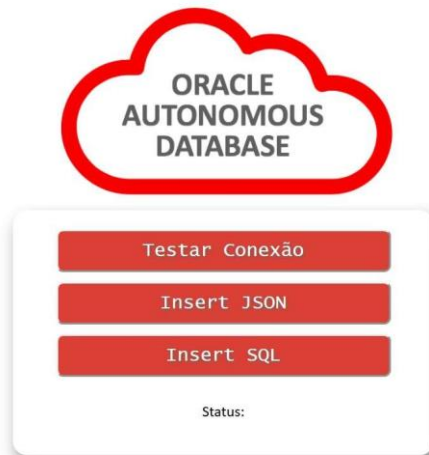 ORACLE
AUTONOMOUS
DATABASE
Testar Conexão
Insert JSON
Insert SQL
Status: